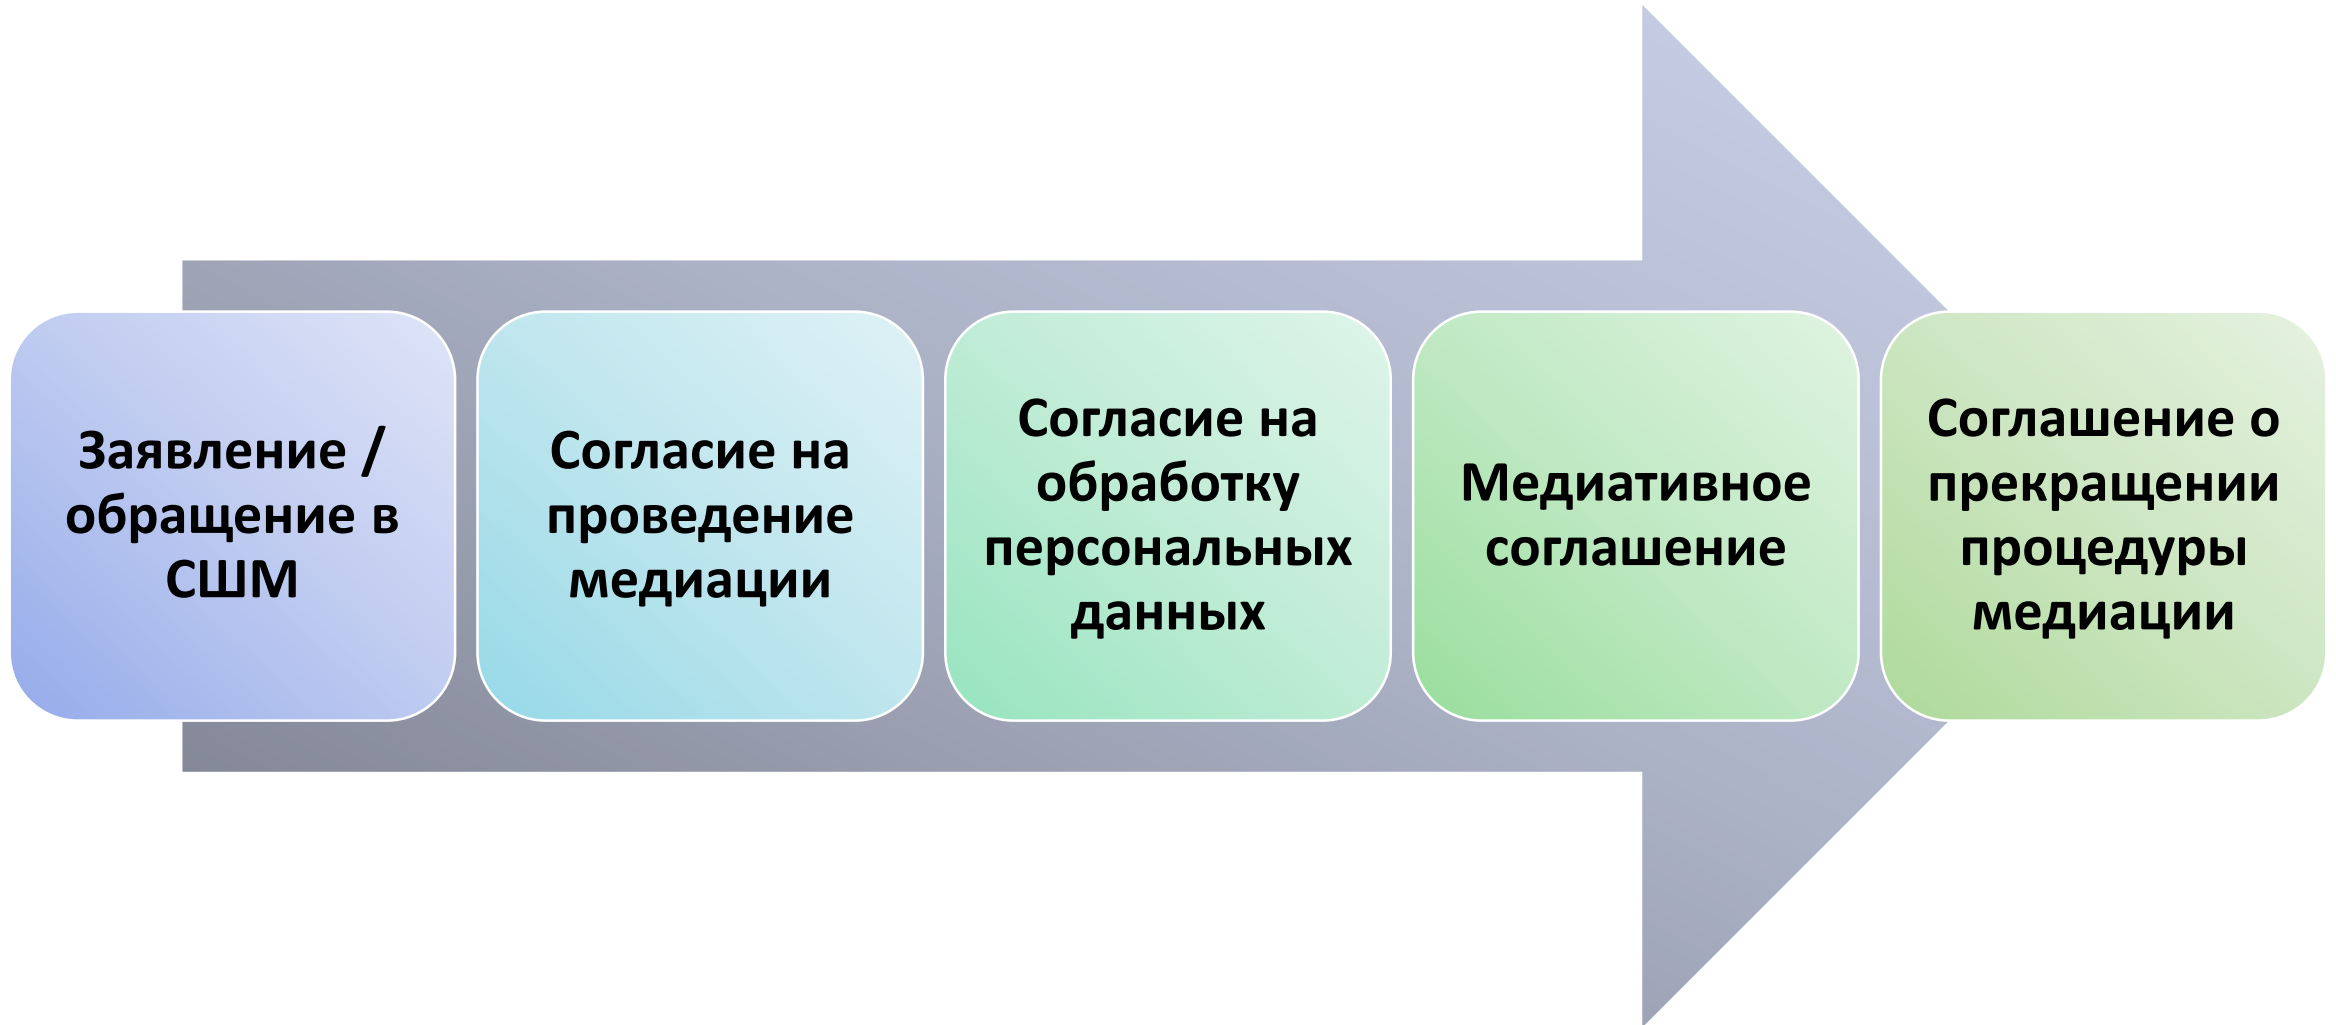 Заявление /
обращение в
СШМ
Согласие на
проведение
медиации
Согласие на
обработку
персональных
данных
Медиативное
соглашение
Соглашение о
прекращении
процедуры
медиации